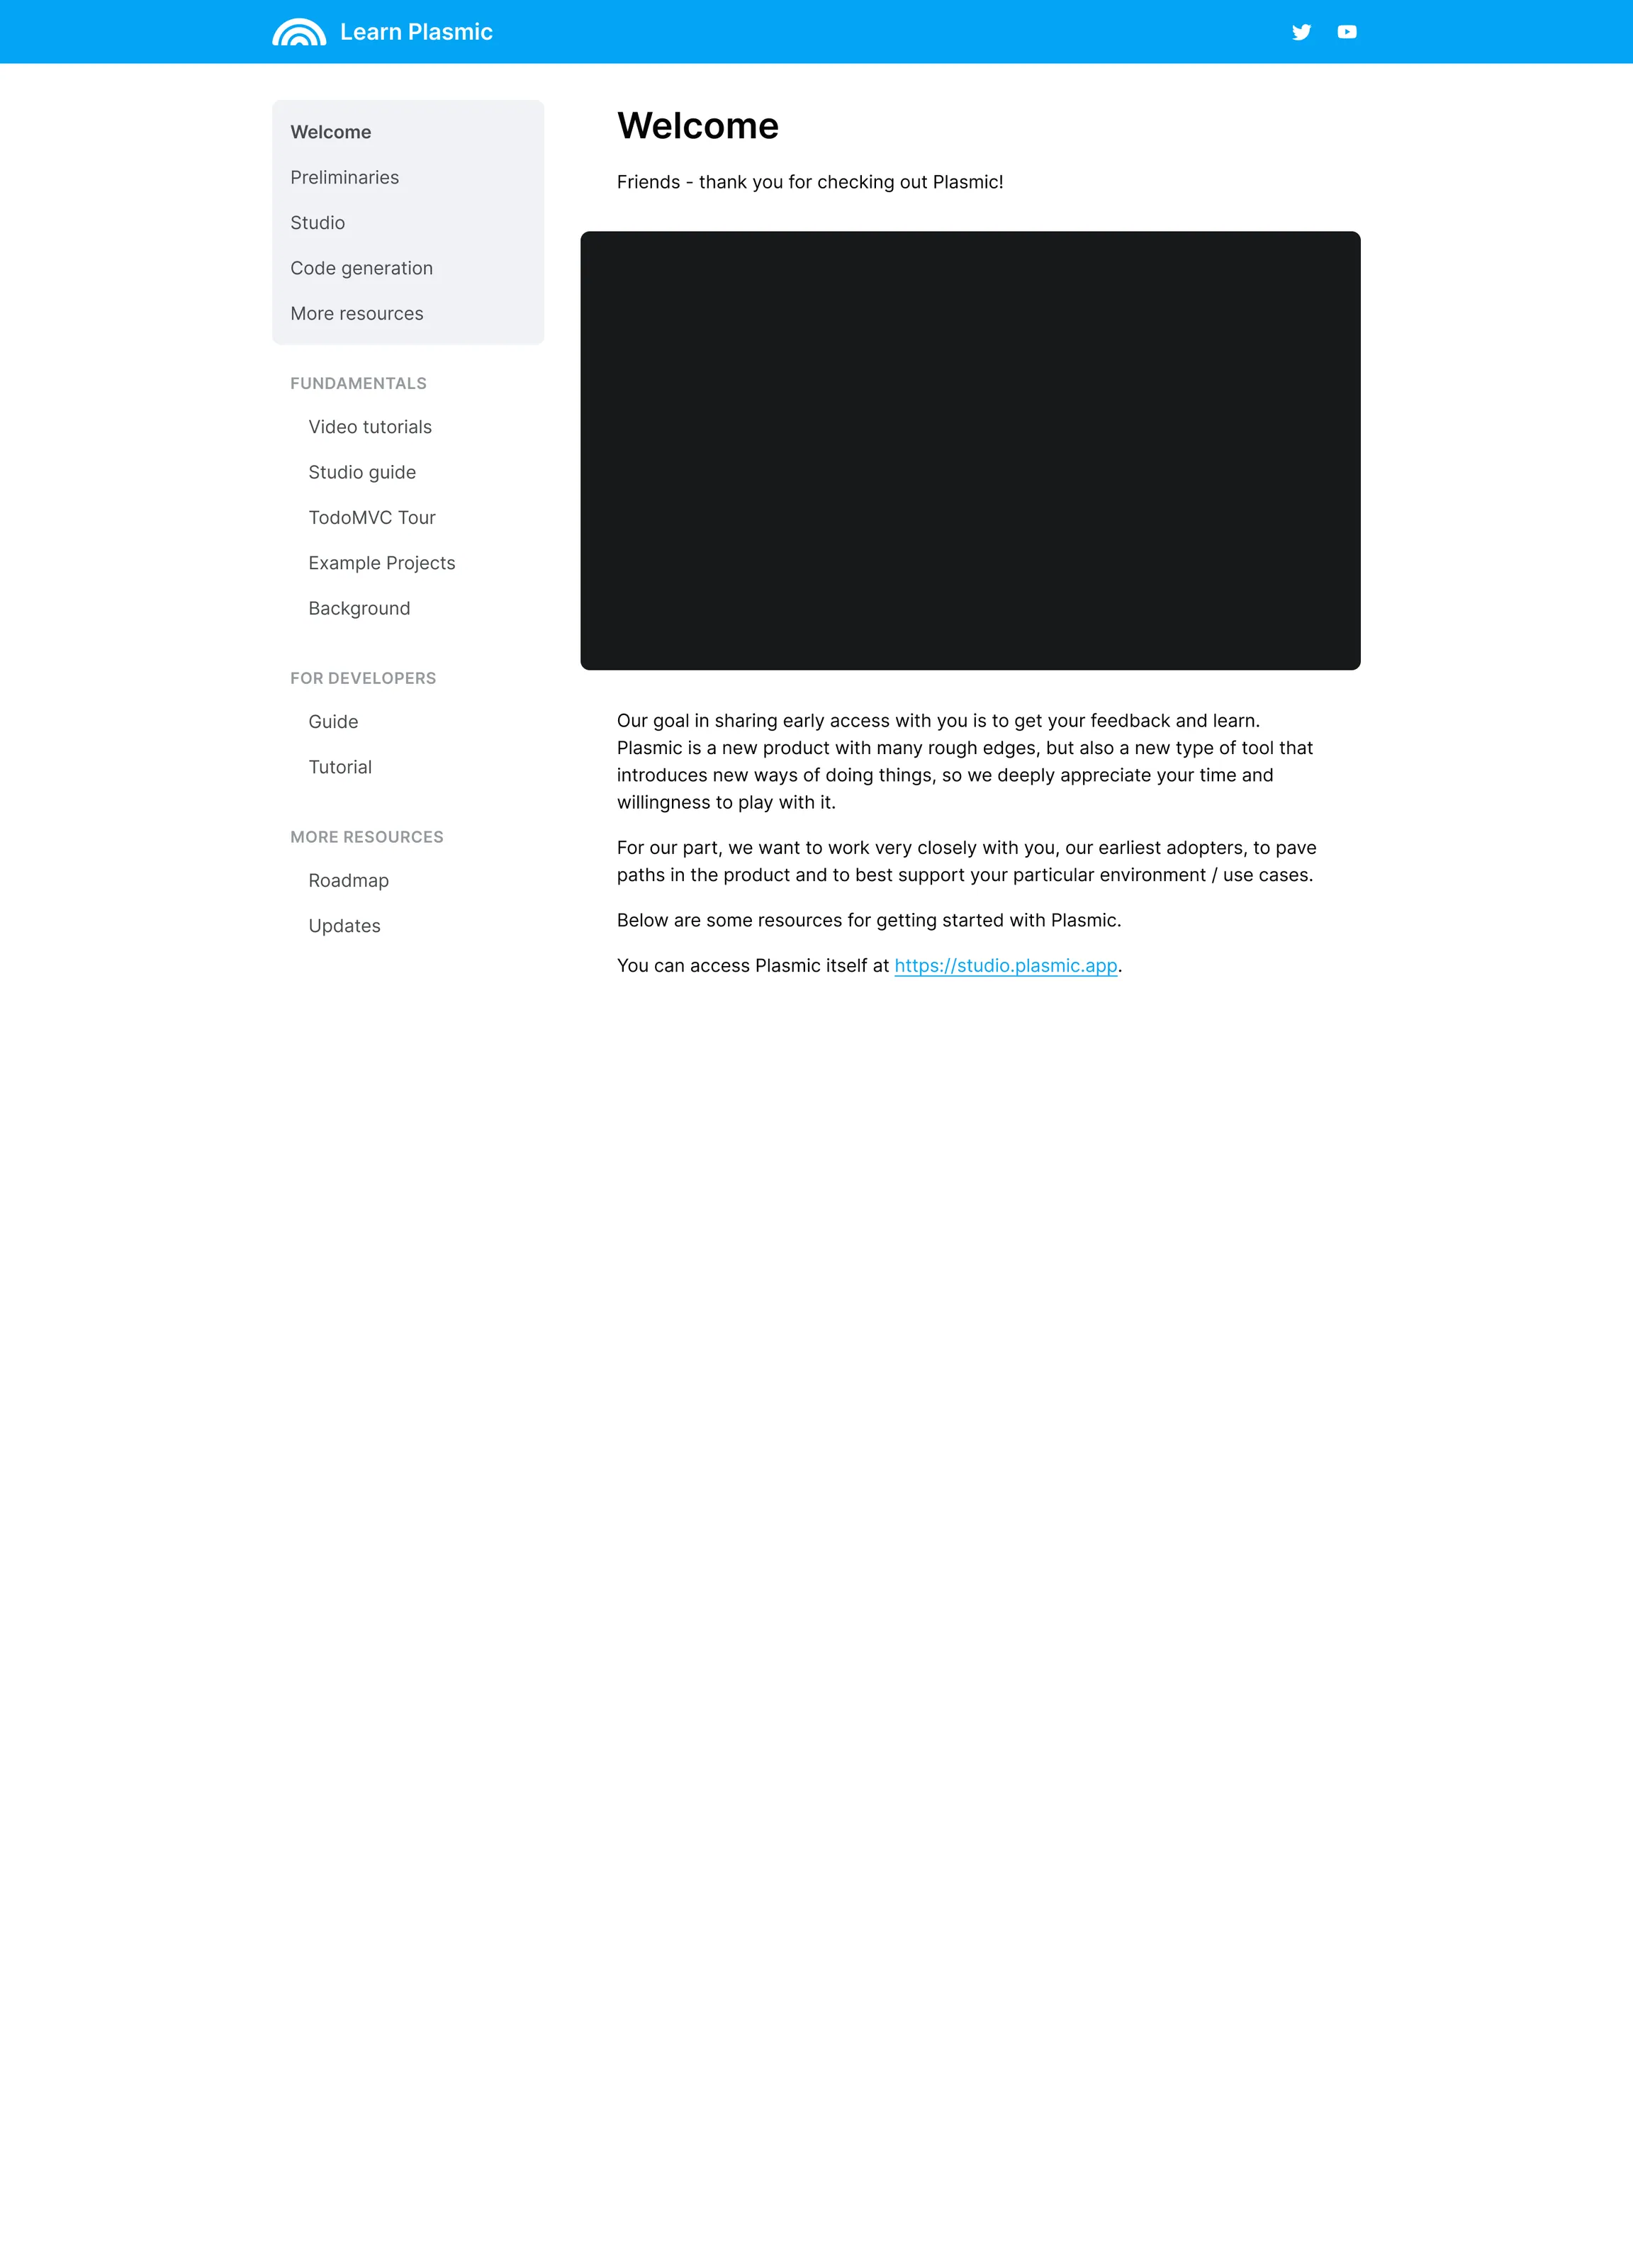 Learn Plasmic
Welcome
Preliminaries
Studio
Code generation
More resources
FUNDAMENTALS
Video tutorials
Studio guide
TodoMVC Tour
Example Projects
Background
FOR DEVELOPERS
Guide
Tutorial
MORE RESOURCES
Roadmap
Updates
Welcome
Friends - thank you for checking out Plasmic!
Our goal in sharing early access with you is to get your feedback and learn.
Plasmic is a new product with many rough edges, but also a new type of tool that
introduces new ways of doing things, so we deeply appreciate your time and
willingness to play with it.
For our part, we want to work very closely with you, our earliest adopters, to pave
paths in the product and to best support your particular environment / use cases.
Below are some resources for getting started with Plasmic.
You can access Plasmic itself at https://studio.plasmic.app.